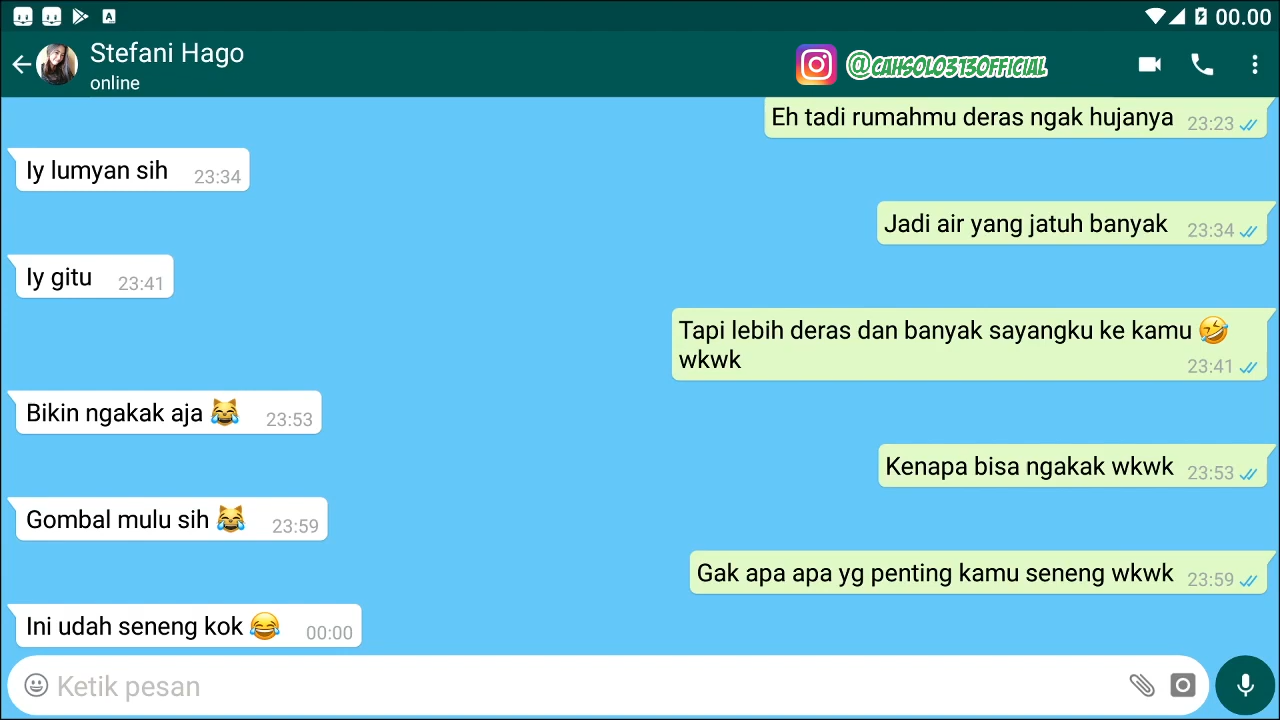 00.00
Stefani Hago
online
@CAHSOLO313OFFICIAL
Eh tadi rumahmu deras ngak hujanya 23:23
Iy lumyan sih 23:34
Jadi air yang jatuh banyak 23:34
Iy gitu 23:41
Tapi lebih deras dan banyak sayangku ke kamu 🤣
wkwk 23:41
Bikin ngakak aja 😹 23:53
Kenapa bisa ngakak wkwk 23:53
Gombal mulu sih 😹 23:59
Gak apa apa yg penting kamu seneng wkwk 23:59
Ini udah seneng kok 😂 00:00
Ketik pesan